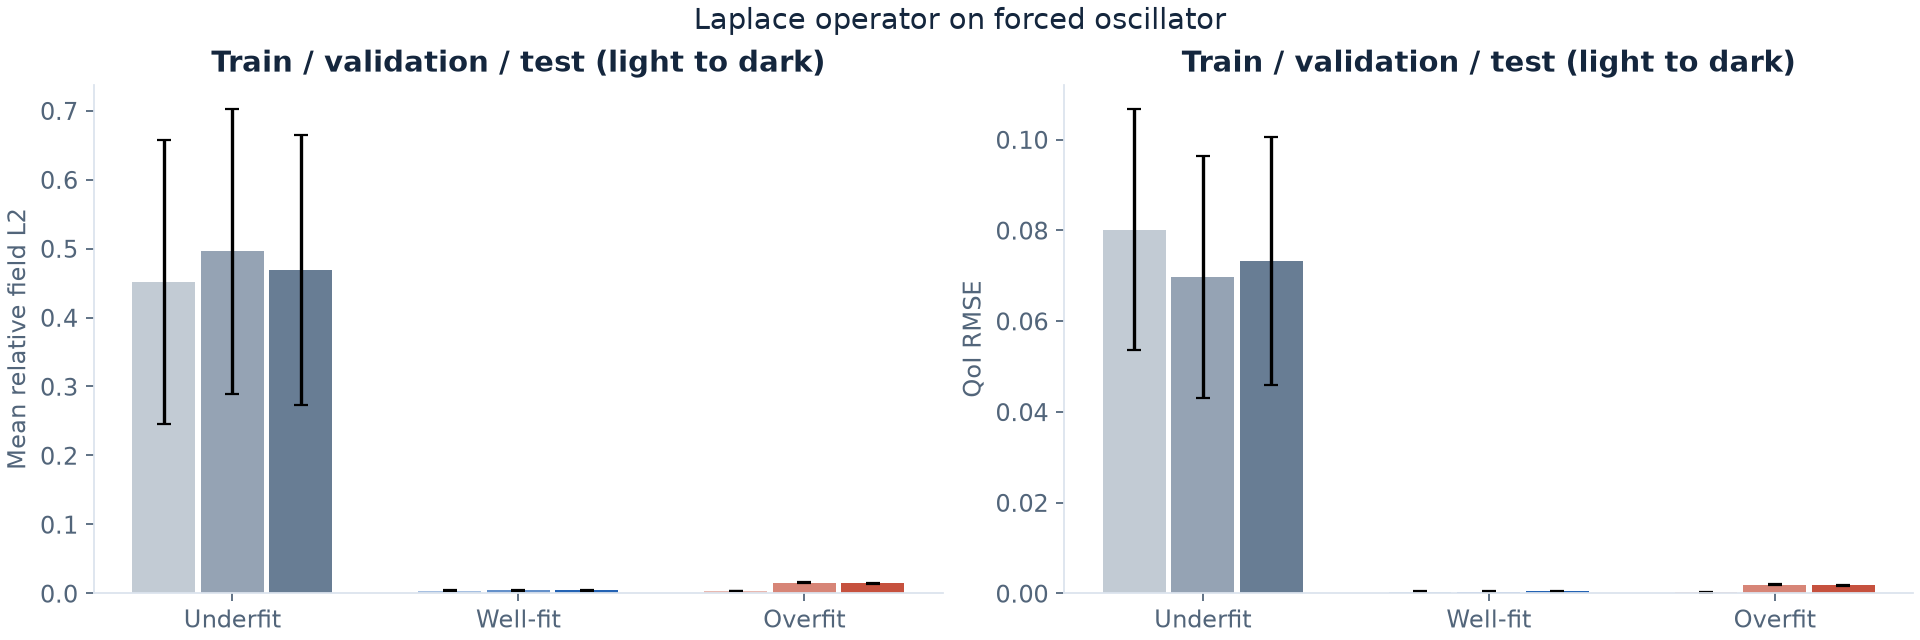 Laplace operator on forced oscillator
Train / validation / test (light to dark)
Mean relative field L2
0.7
0.6
0.5
0.4
0.3
0.2
0.1
0.0
Underfit
Well-fit
Overfit
Train / validation / test (light to dark)
QoI RMSE
0.10
0.08
0.06
0.04
0.02
0.00
Underfit
Well-fit
Overfit